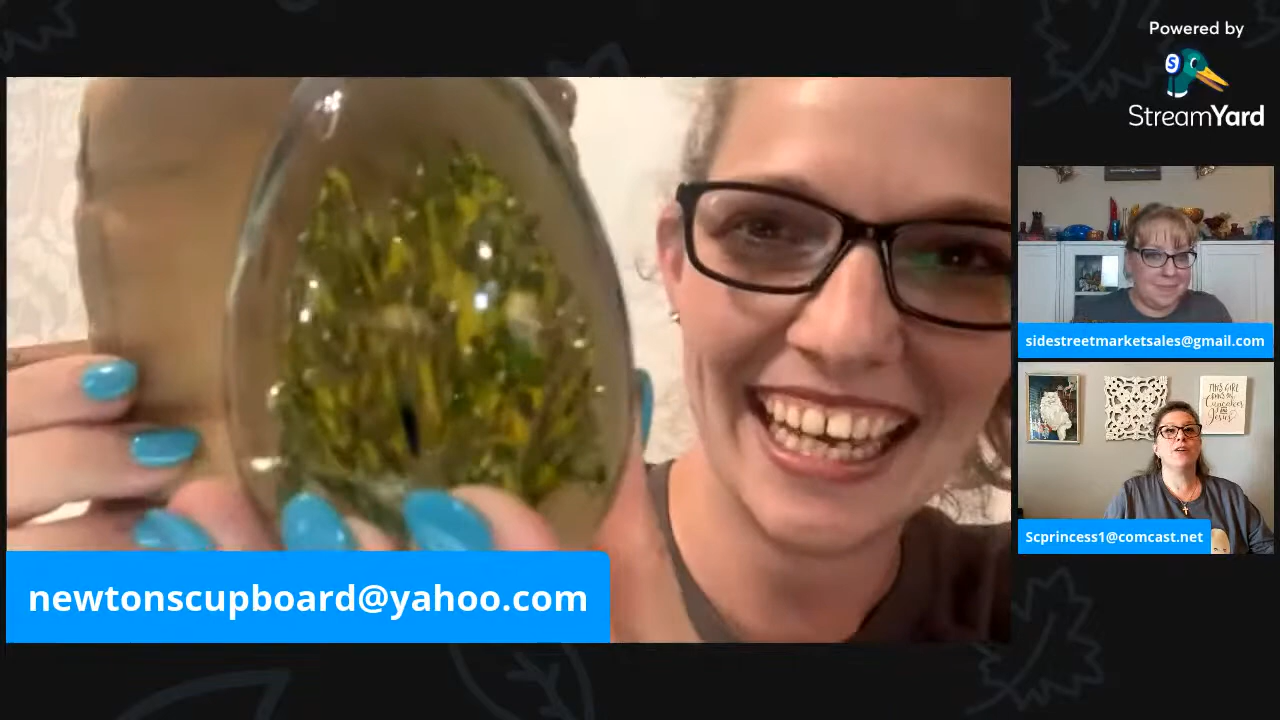 Powered by
StreamYard
sidestreetmarketsales@gmail.com
THIS GIRL
RUNS ON
Cupcakes
AND
Jesus
Scprincess1@comcast.net
newtonscupboard@yahoo.com